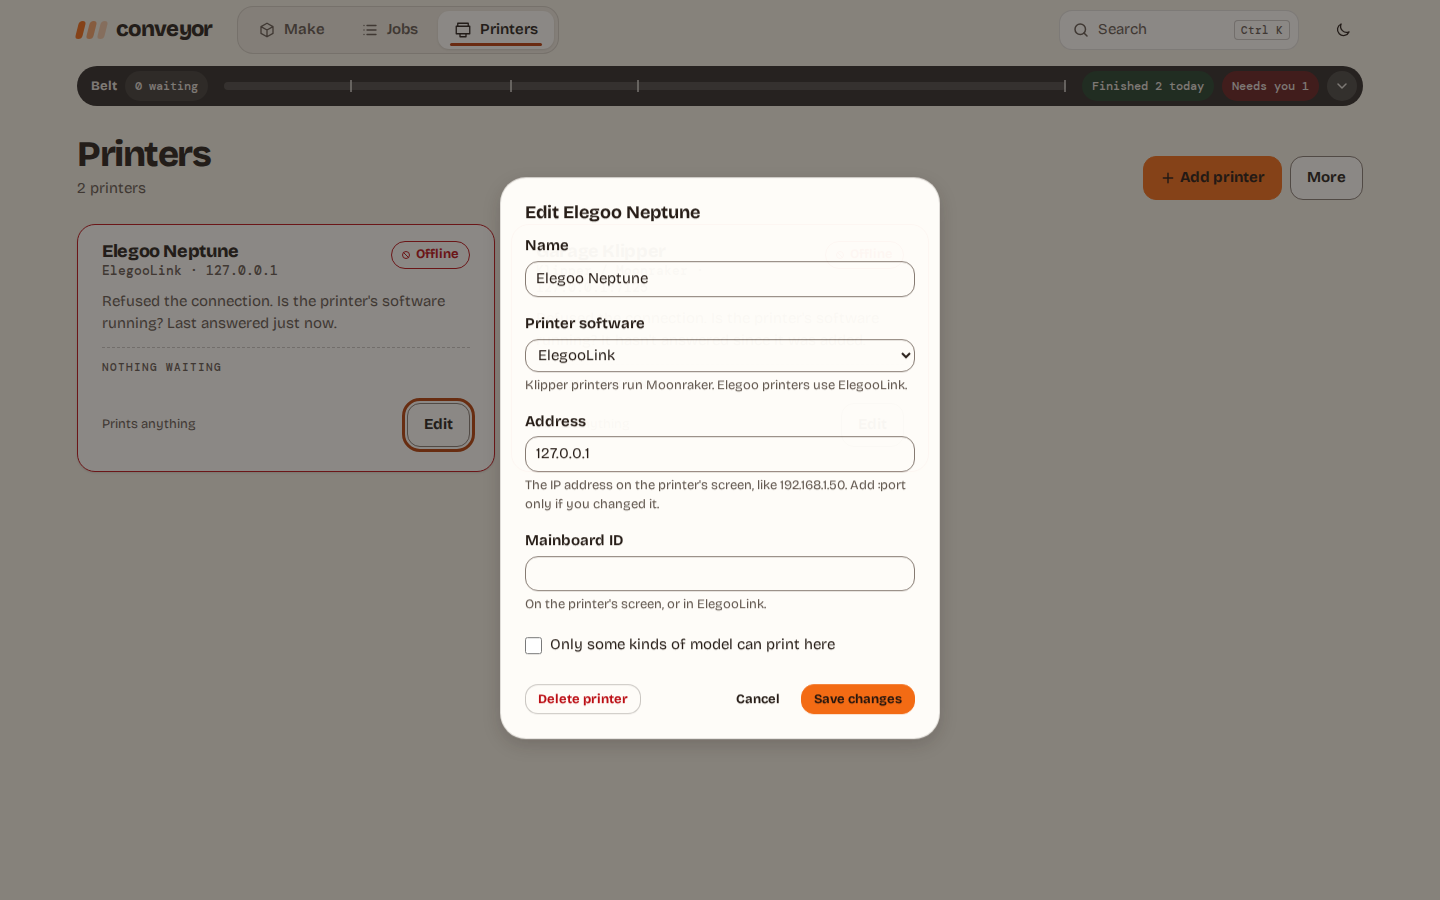 conveyor
Make
Jobs
Printers
Search
Ctrl K
Belt
0 waiting
Finished 2 today
Needs you 1
Printers
2 printers
Add printer
More
Elegoo Neptune
Offline
ElegooLink · 127.0.0.1
Refused the connection. Is the printer's software
running? Last answered just now.
NOTHING WAITING
Prints anything
Edit
Edit Elegoo Neptune
Name
Elegoo Neptune
Printer software
ElegooLink
Klipper printers run Moonraker. Elegoo printers use ElegooLink.
Address
127.0.0.1
The IP address on the printer's screen, like 192.168.1.50. Add :port
only if you changed it.
Mainboard ID
On the printer's screen, or in ElegooLink.
Only some kinds of model can print here
Delete printer
Cancel
Save changes